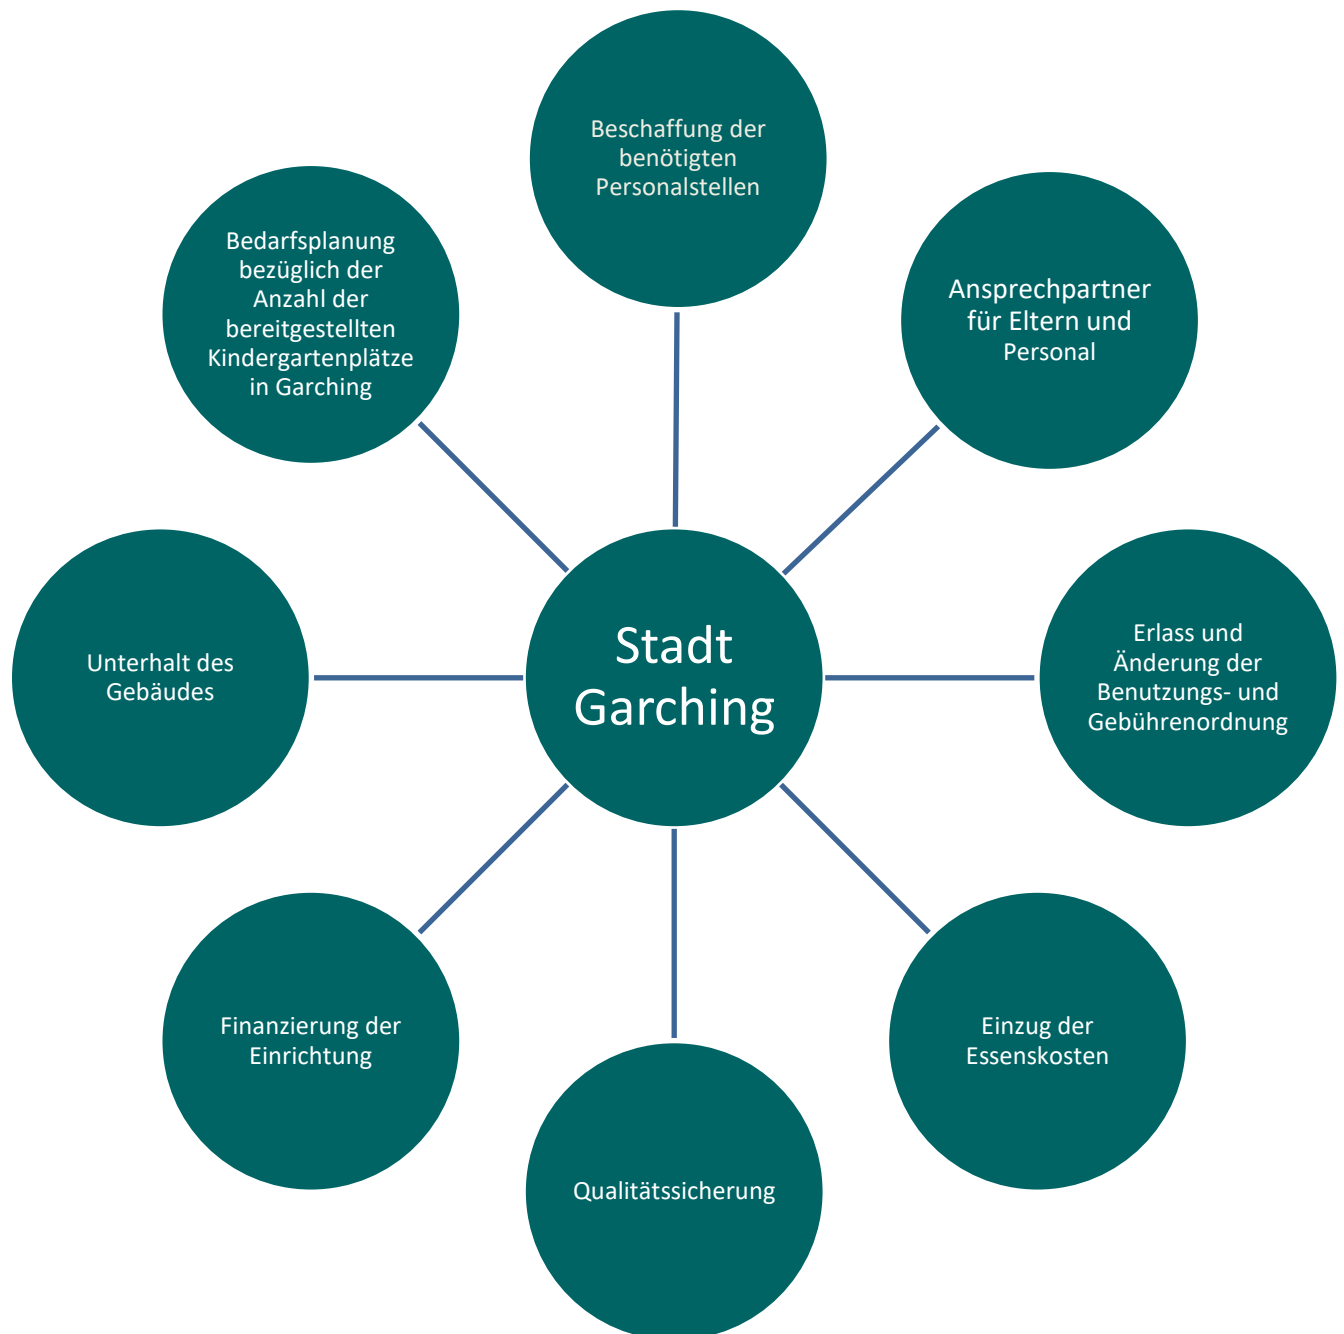 Beschaffung der
benötigten
Personalstellen
Ansprechpartner
für Eltern und
Personal
Erlass und
Änderung der
Benutzungs- und
Gebührenordnung
Einzug der
Essenskosten
Qualitätssicherung
Finanzierung der
Einrichtung
Unterhalt des
Gebäudes
Bedarfsplanung
bezüglich der
Anzahl der
bereitgestellten
Kindergartenplätze
in Garching
Stadt
Garching